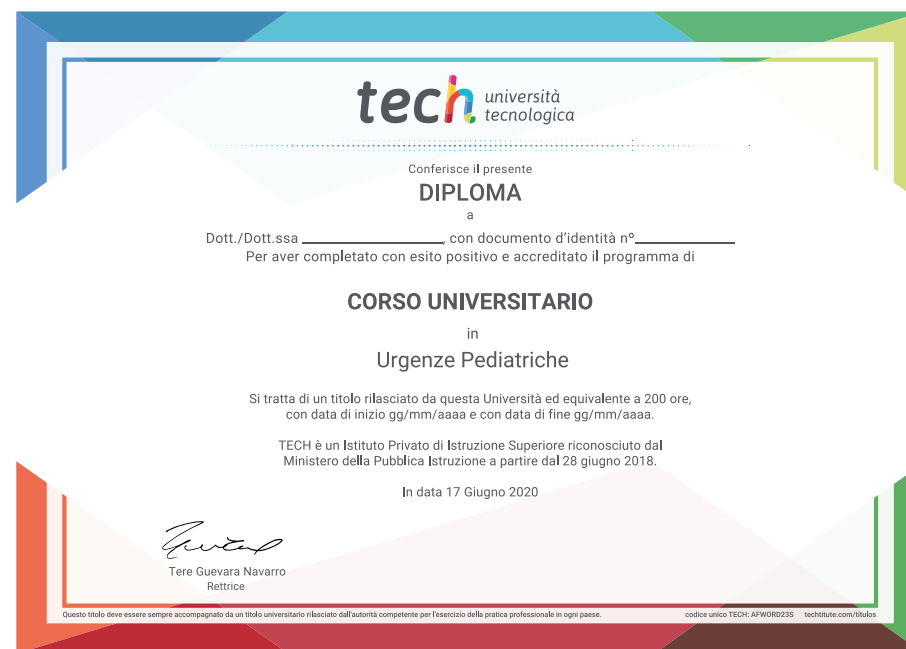 tech università
tecnologica
Conferisce il presente
DIPLOMA
a
Dott./Dott.ssa ____________________, con documento d'identità nº______________
Per aver completato con esito positivo e accreditato il programma di
CORSO UNIVERSITARIO
in
Urgenze Pediatriche
Si tratta di un titolo rilasciato da questa Università ed equivalente a 200 ore,
con data di inizio gg/mm/aaaa e con data di fine gg/mm/aaaa.
TECH è un Istituto Privato di Istruzione Superiore riconosciuto dal
Ministero della Pubblica Istruzione a partire dal 28 giugno 2018.
In data 17 Giugno 2020
Tere Guevara Navarro
Rettrice
Questo titolo deve essere sempre accompagnato da un titolo universitario rilasciato dall'autorità competente per l'esercizio della pratica professionale in ogni paese. codice unico TECH: AFWORD23S techtitute.com/titulos